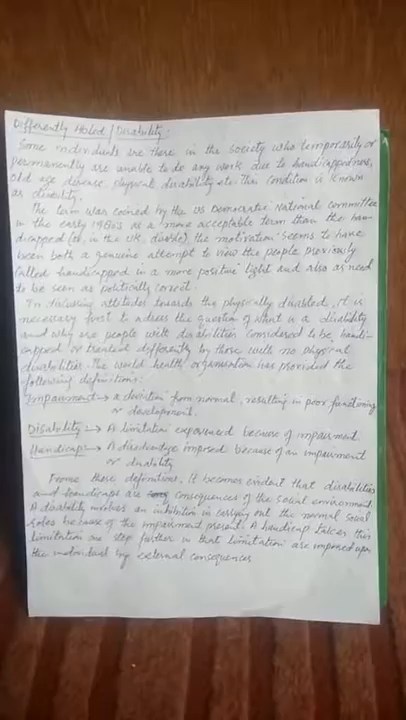 Differently Abled / Disability:
Some individuals are there in the society who temporarily or
permanently are unable to do any work due to handicappedness,
old age disease, physical disability etc. This condition is known
as disability.
The term was coined by the US Democratic National committee
in the early 1980s as a more acceptable term than the han-
dicapped (or, in the UK, disable), the motivation seems to have
been both a genuine attempt to view the people previously
called handicapped in a more positive light and also as need
to be seen as politically correct.
In discussing attitudes towards the physically disabled, it is
necessary first to adress the question of what is a disability
and why are people with disabilities considered to be handi-
capped or treated differently by those with no physical
disabilities. The world health organisation has provided the
following definitions:
Impairment → a deviation from normal, resulting in poor functioning
or development.
Disability → A limitation experienced because of impairment.
Handicap → A disadvantage imposed because of an impairment
or disability
From these definitions, it becomes evident that disabilities
and handicaps are consequences of the social environment.
A disability involves an inhibition in carrying out the normal social
roles because of the impairment present. A handicap takes this
limitation one step further in that limitation are imposed upon
the individual by external consequences